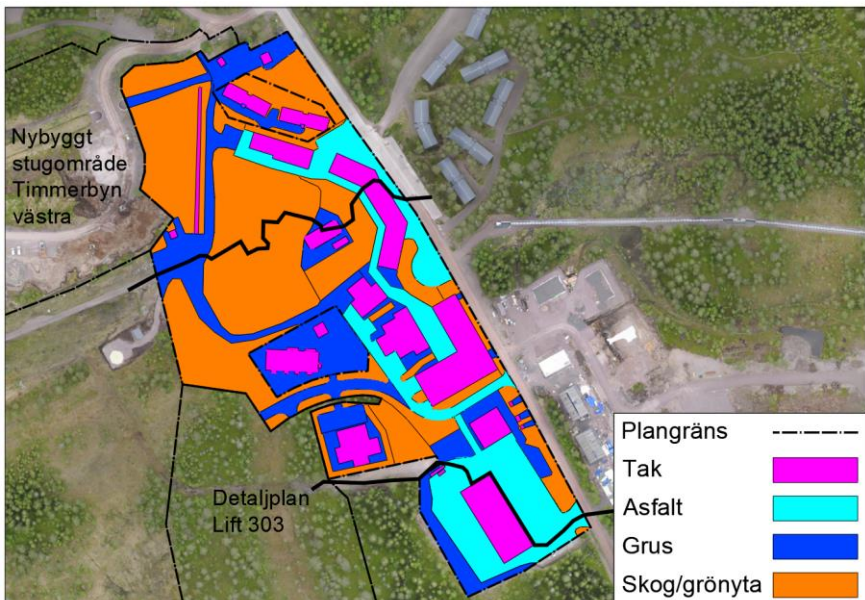 Nybyggt
stugområde
Timmerbyn
västra
Detaljplan
Lift 303
Plangräns
Tak
Asfalt
Grus
Skog/grönyta